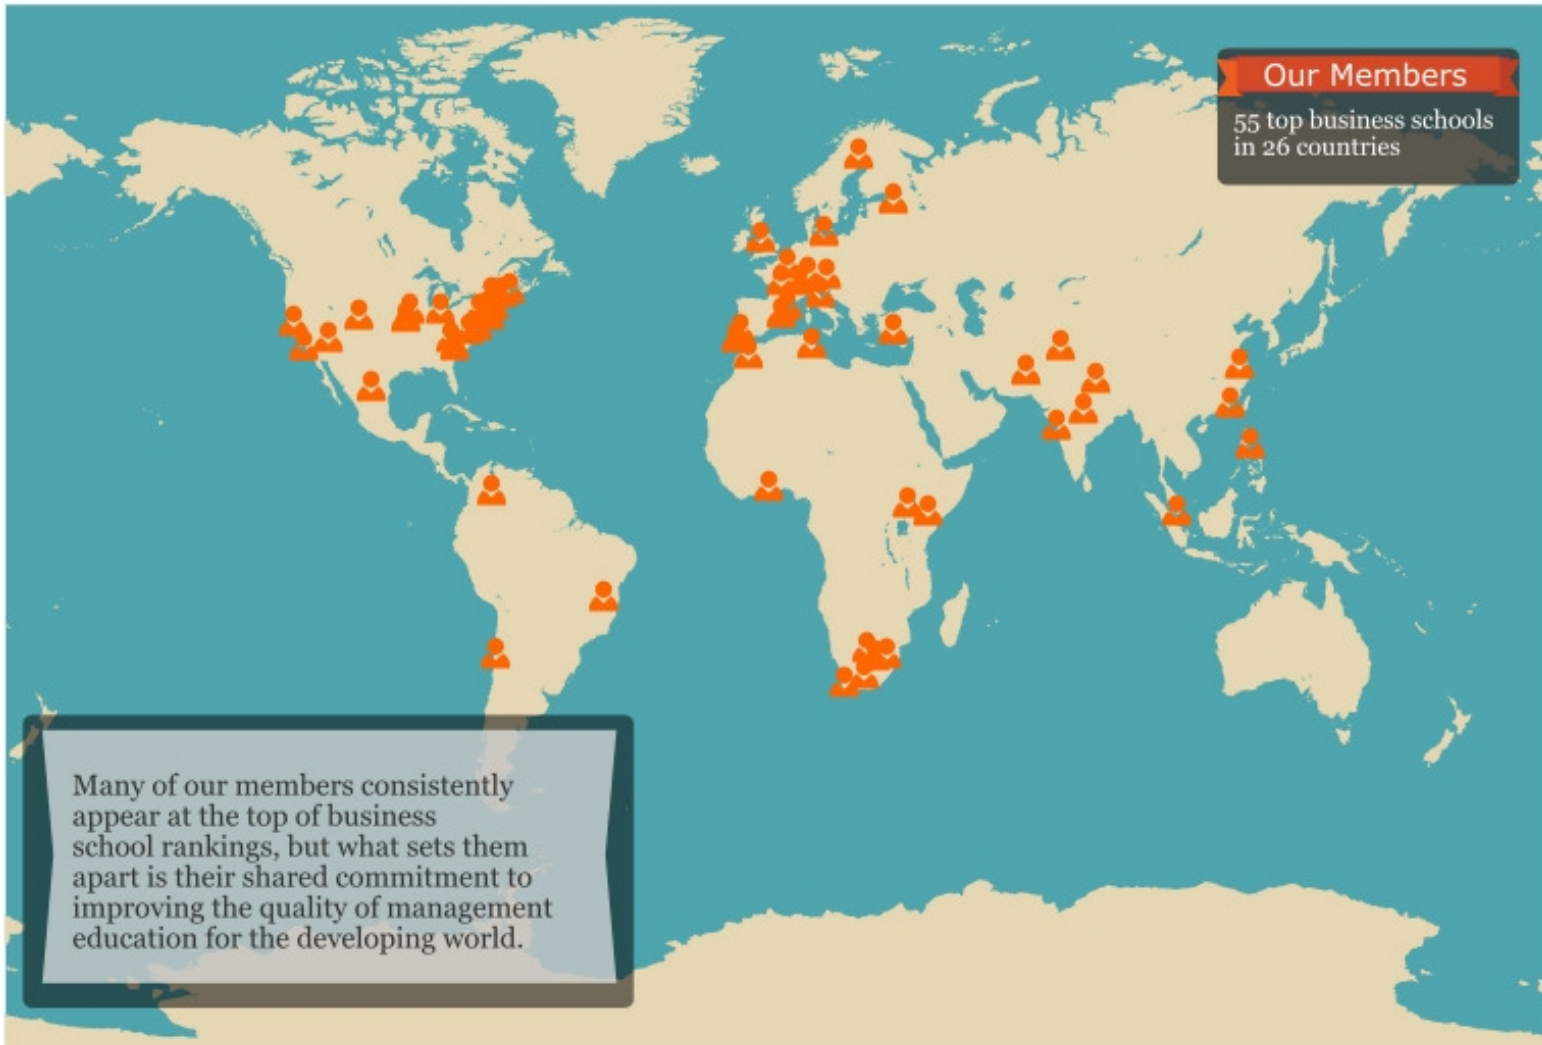 Our Members
55 top business schools
in 26 countries
Many of our members consistently
appear at the top of business
school rankings, but what sets them
apart is their shared commitment to
improving the quality of management
education for the developing world.